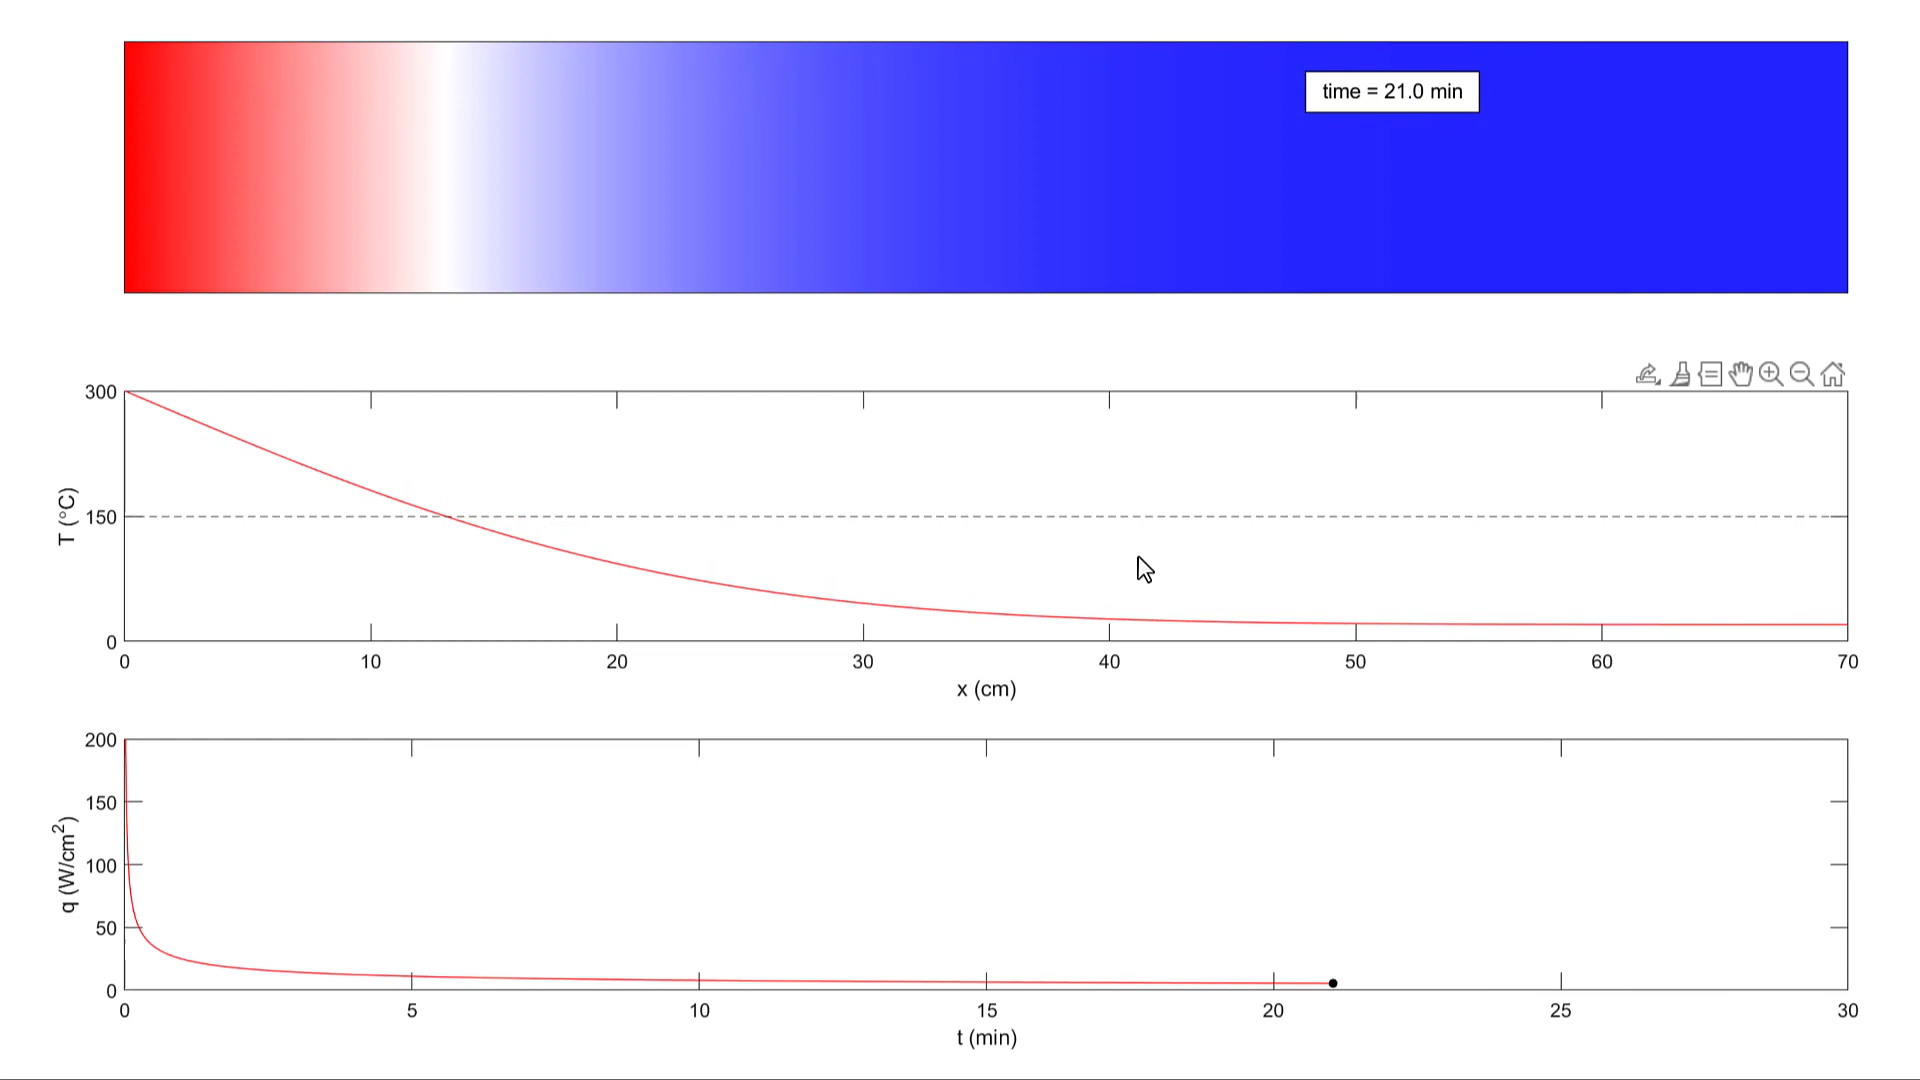 time = 21.0 min
300
150
0
T (°C)
0 10 20 30 40 50 60 70
x (cm)
200
150
100
50
0
q (W/cm²)
0 5 10 15 20 25 30
t (min)